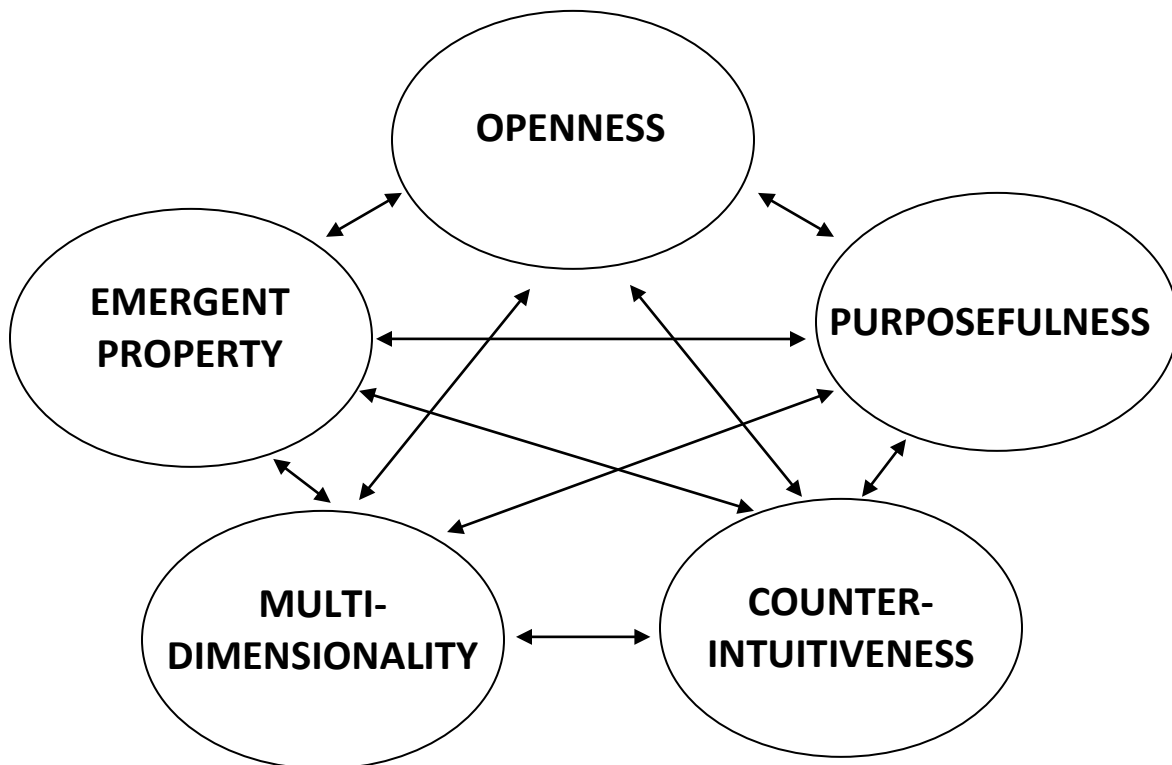 OPENNESS
EMERGENT
PROPERTY
PURPOSEFULNESS
MULTI-
DIMENSIONALITY
COUNTER-
INTUITIVENESS